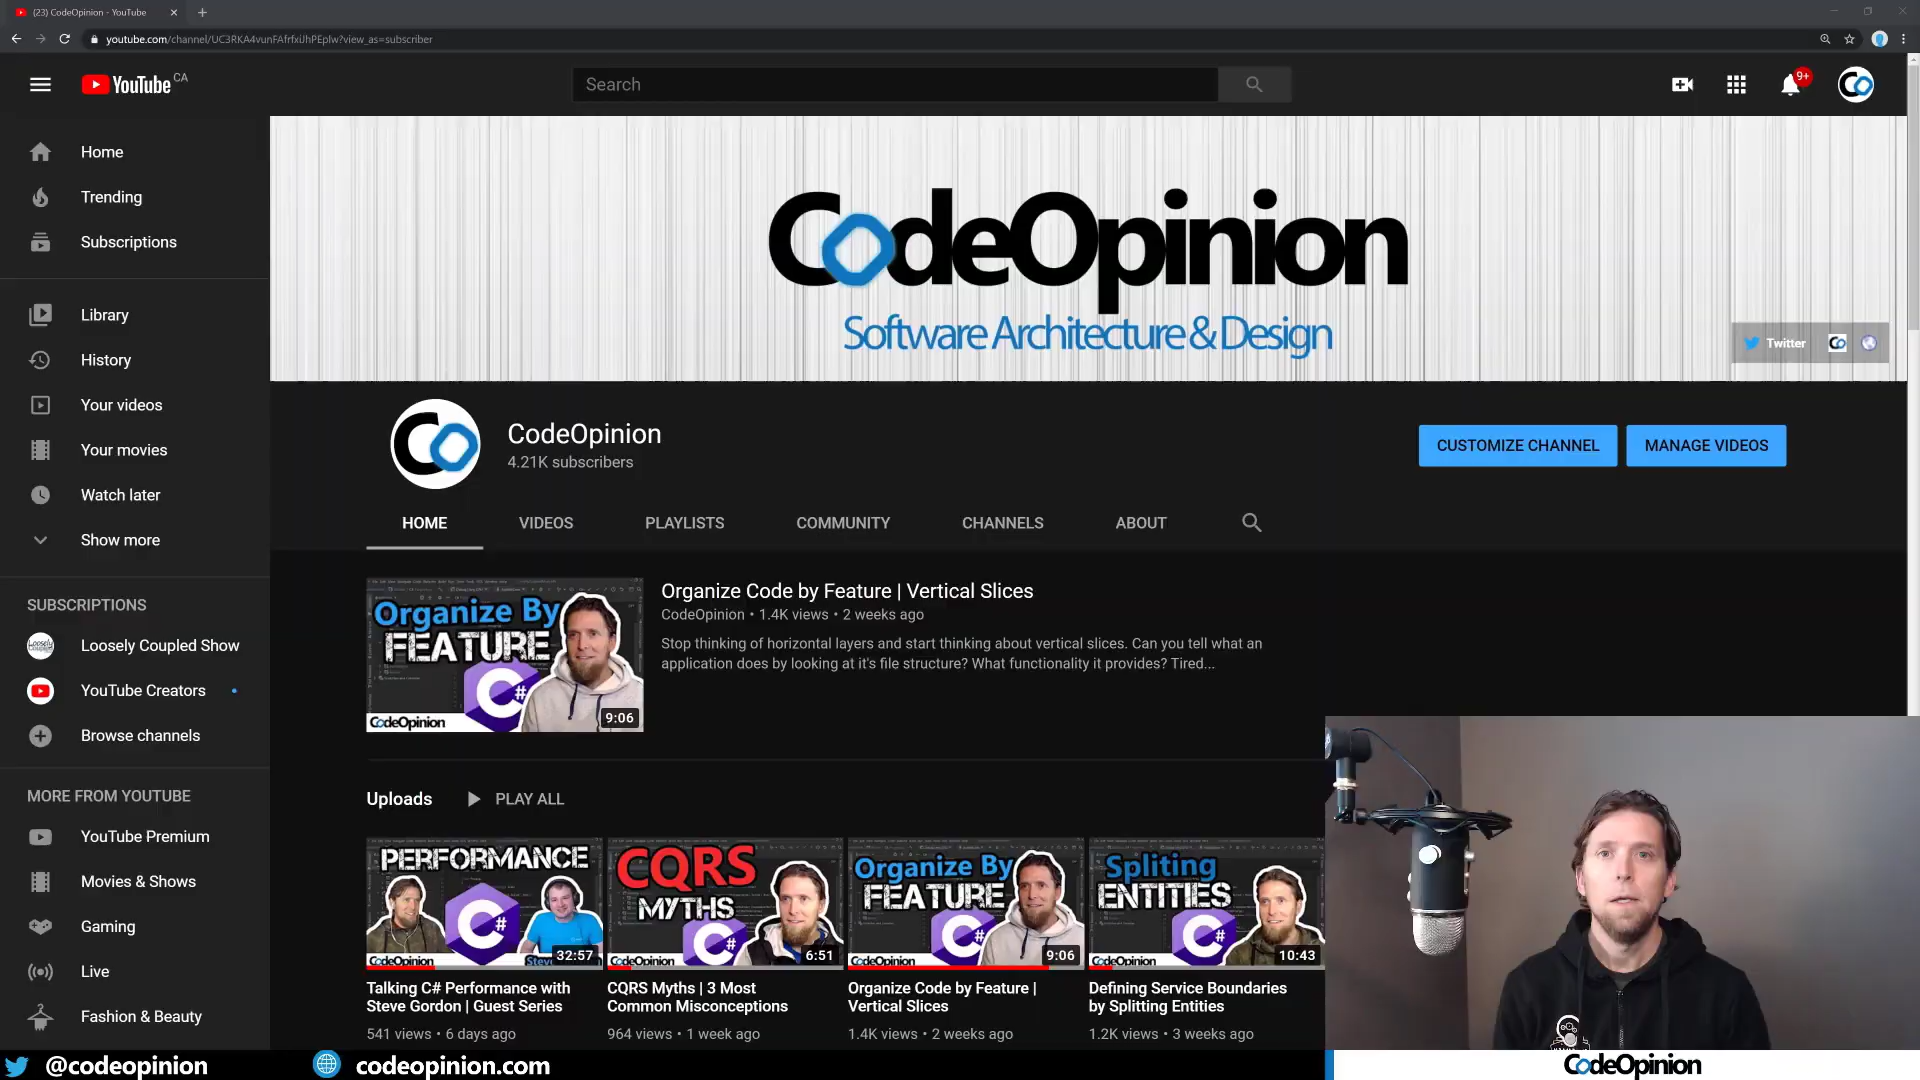 (23) CodeOpinion - YouTube
youtube.com/channel/UC3RKA4vunFAfrfxiJhPEplw?view_as=subscriber
YouTube CA
Search
9+
Home
Trending
Subscriptions
Library
History
Your videos
Your movies
Watch later
Show more
SUBSCRIPTIONS
Loosely Coupled Show
YouTube Creators
Browse channels
MORE FROM YOUTUBE
YouTube Premium
Movies & Shows
Gaming
Live
Fashion & Beauty
CodeOpinion
Software Architecture & Design
Twitter
CodeOpinion
4.21K subscribers
CUSTOMIZE CHANNEL
MANAGE VIDEOS
HOME
VIDEOS
PLAYLISTS
COMMUNITY
CHANNELS
ABOUT
Organize By
FEATURE
C#
CodeOpinion
9:06
Organize Code by Feature | Vertical Slices
CodeOpinion • 1.4K views • 2 weeks ago
Stop thinking of horizontal layers and start thinking about vertical slices. Can you tell what an
application does by looking at it's file structure? What functionality it provides? Tired...
Uploads
PLAY ALL
PERFORMANCE
C#
CodeOpinion
32:57
Talking C# Performance with
Steve Gordon | Guest Series
541 views • 6 days ago
CQRS
MYTHS
C#
CodeOpinion
6:51
CQRS Myths | 3 Most
Common Misconceptions
964 views • 1 week ago
Organize By
FEATURE
C#
CodeOpinion
9:06
Organize Code by Feature |
Vertical Slices
1.4K views • 2 weeks ago
Spliting
ENTITIES
C#
CodeOpinion
10:43
Defining Service Boundaries
by Splitting Entities
1.2K views • 3 weeks ago
@codeopinion
codeopinion.com
CodeOpinion